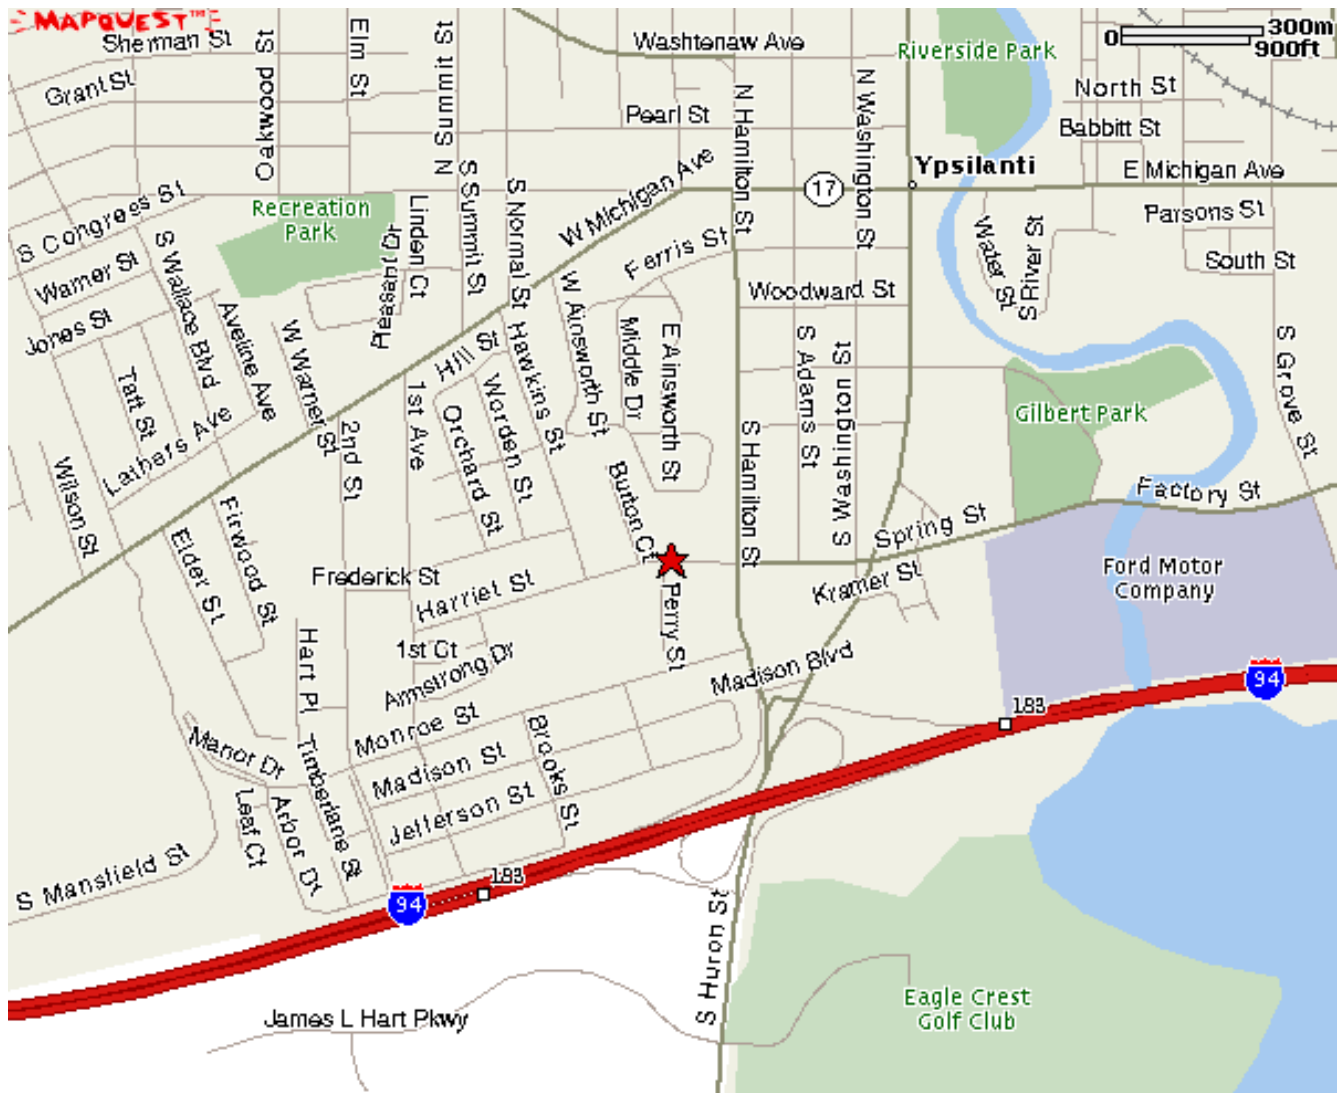 MAPQUEST™
Sherman St
Oakwood St
Elm St
N Summit St
Washtenaw Ave
Riverside Park
0
300m
900ft
Grant St
Pearl St
N Hamilton St
N Washington St
North St
Babbitt St
Ypsilanti
E Michigan Ave
17
W Michigan Ave
S Congress St
Recreation
Park
Linden Ct
S Summit St
S Normal St
Pleasant Dr
Ferris St
Water St
S River St
Parsons St
South St
Warner St
S Wallace Blvd
Jones St
Aveline Ave
W Warner St
Hill St
Hawkins St
W Ainsworth St
Middle Dr
E Ainsworth St
Woodward St
S Adams St
S Washington St
S Grove St
Tatt St
Lathers Ave
1st Ave
2nd St
Orchard St
Worden St
S Hamilton St
Gilbert Park
Wilson St
Firwood St
Elder St
Burton Ct
Factory St
Spring St
Frederick St
Harriet St
Perry St
Kramer St
Ford Motor
Company
Hart Pl
1st Ct
Armstrong Dr
Madison Blvd
94
183
Monroe St
Manor Dr
Madison St
Timberlane St
Brooks St
Jefferson St
Leaf Ct
Arbor Dr
S Mansfield St
183
94
S Huron St
James L Hart Pkwy
Eagle Crest
Golf Club